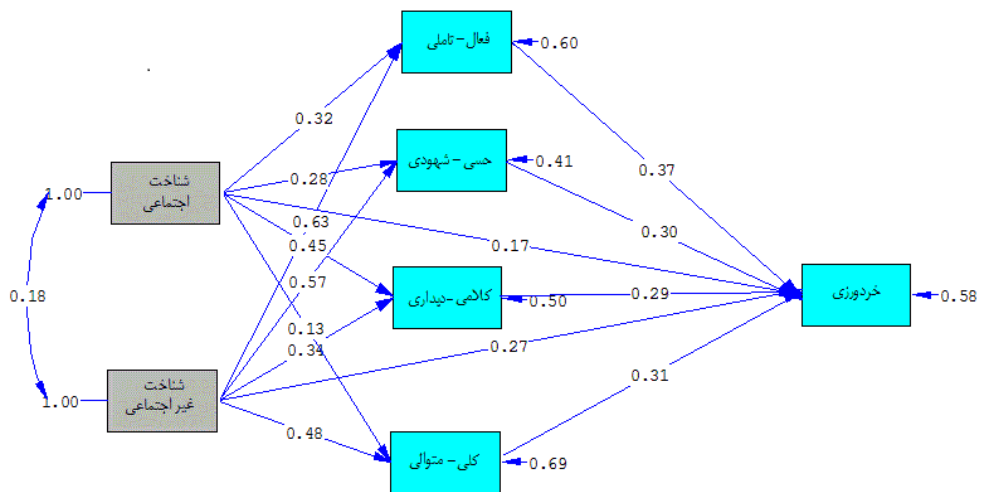 فعال - تاملی
0.60
0.32
0.37
حسی - شهودی
0.41
شناخت
اجتماعی
1.00
0.28
0.63
0.45
0.57
0.17
0.30
0.18
کلامی - دیداری
0.50
0.29
خردورزی
0.58
0.13
0.34
0.27
شناخت
غیر اجتماعی
1.00
0.48
0.31
کلی - متوالی
0.69